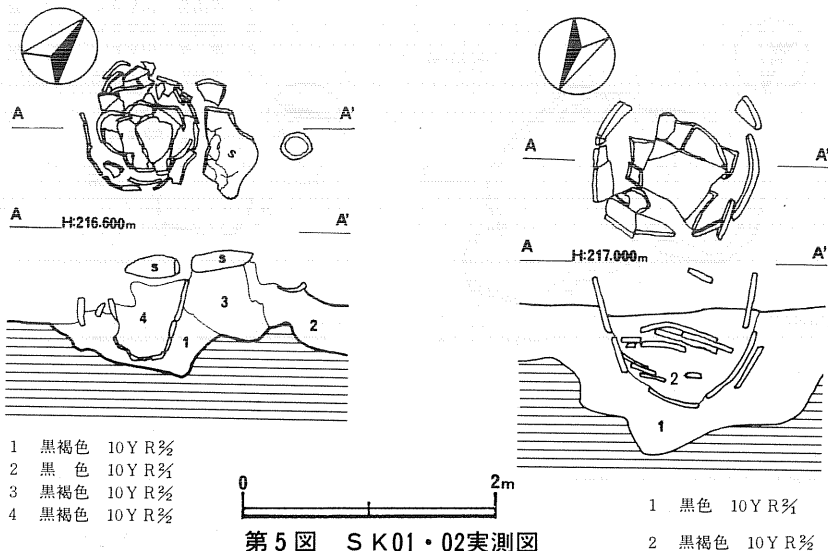 A A'
S
A H:216.600m A'
S S
4 3 2
1
1 黒褐色 10YR2/2
2 黒 色 10YR2/1
3 黒褐色 10YR2/2
4 黒褐色 10YR2/2
A A'
A H:217.000m A'
2
1
1 黒色 10YR2/1
2 黒褐色 10YR2/2
0 2m
第5図 SK01・02実測図